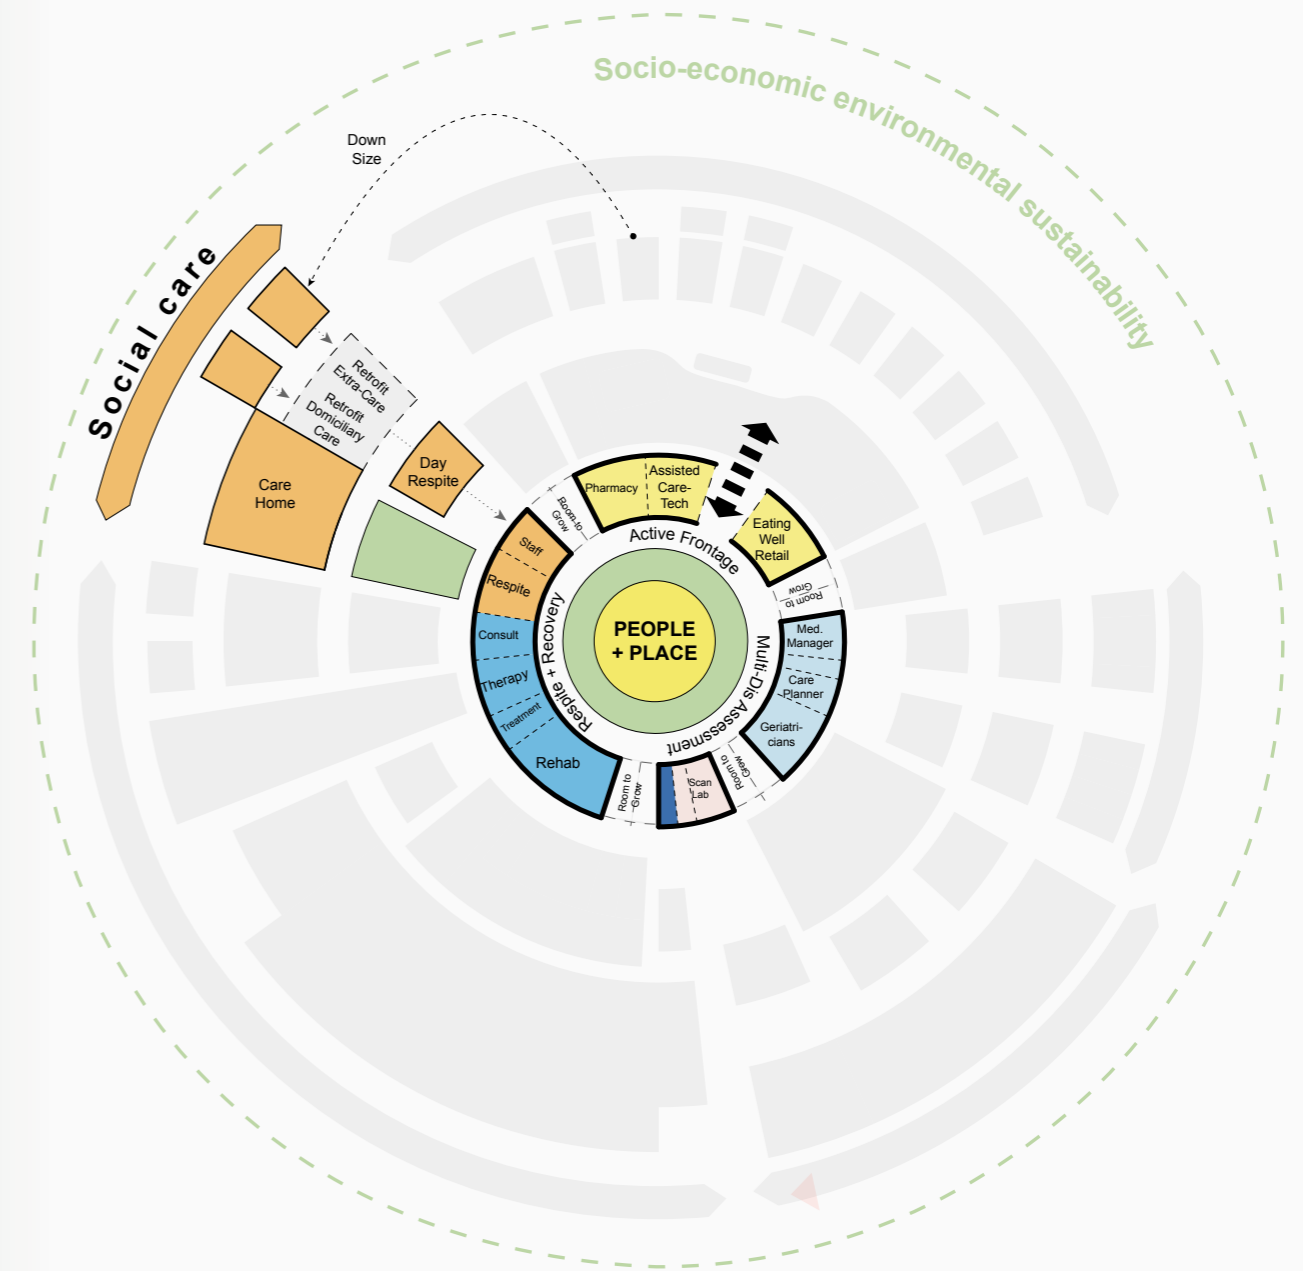 Socio-economic environmental sustainability
Down
Size
Social care
Retrofit
Extra-Care
Retrofit
Domiciliary
Care
Care
Home
Day
Respite
Room-to
Grow
Pharmacy
Assisted
Care-
Tech
Active Frontage
Eating
Well
Retail
Room to
Grow
Staff
Respite
Consult
Therapy
Treatment
Rehab
Respite + Recovery
PEOPLE
+ PLACE
Multi-Dis Assessment
Med.
Manager
Care
Planner
Geriatri-
cians
Room to
Grow
Scan
Lab
Room to
Grow